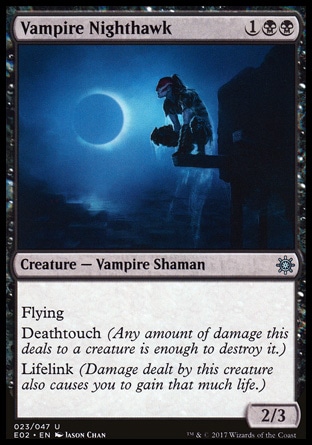 Vampire Nighthawk 1
Creature — Vampire Shaman
Flying
Deathtouch (Any amount of damage this
deals to a creature is enough to destroy it.)
Lifelink (Damage dealt by this creature
also causes you to gain that much life.)
2/3
023/047 U
E02 • EN Jason Chan
™ & © 2017 Wizards of the Coast